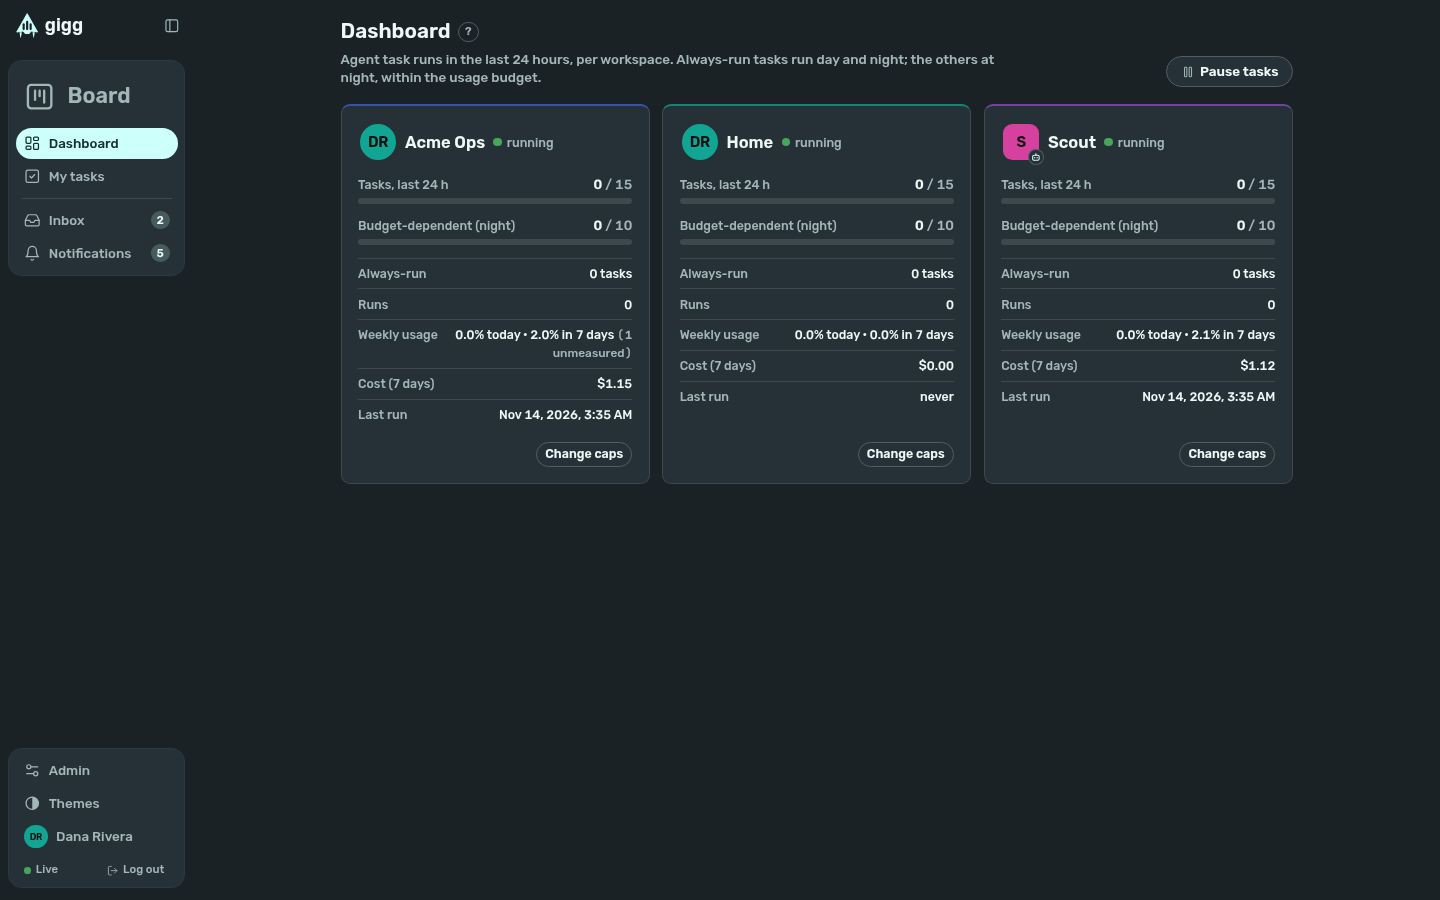 gigg
Board
Dashboard
My tasks
Inbox 2
Notifications 5
Admin
Themes
DR Dana Rivera
Live Log out
Dashboard ?
Agent task runs in the last 24 hours, per workspace. Always-run tasks run day and night; the others at
night, within the usage budget.
Pause tasks
DR Acme Ops running
Tasks, last 24 h 0 / 15
Budget-dependent (night) 0 / 10
Always-run 0 tasks
Runs 0
Weekly usage 0.0% today • 2.0% in 7 days (1
unmeasured)
Cost (7 days) $1.15
Last run Nov 14, 2026, 3:35 AM
Change caps
DR Home running
Tasks, last 24 h 0 / 15
Budget-dependent (night) 0 / 10
Always-run 0 tasks
Runs 0
Weekly usage 0.0% today • 0.0% in 7 days
Cost (7 days) $0.00
Last run never
Change caps
S Scout running
Tasks, last 24 h 0 / 15
Budget-dependent (night) 0 / 10
Always-run 0 tasks
Runs 0
Weekly usage 0.0% today • 2.1% in 7 days
Cost (7 days) $1.12
Last run Nov 14, 2026, 3:35 AM
Change caps